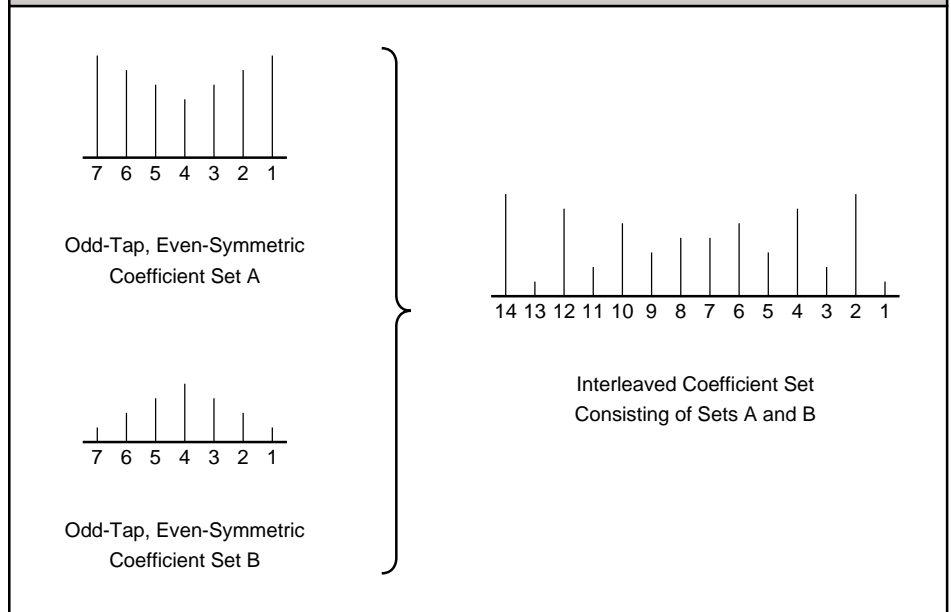 7 6 5 4 3 2 1
Odd-Tap, Even-Symmetric
Coefficient Set A
14 13 12 11 10 9 8 7 6 5 4 3 2 1
Interleaved Coefficient Set
Consisting of Sets A and B
7 6 5 4 3 2 1
Odd-Tap, Even-Symmetric
Coefficient Set B